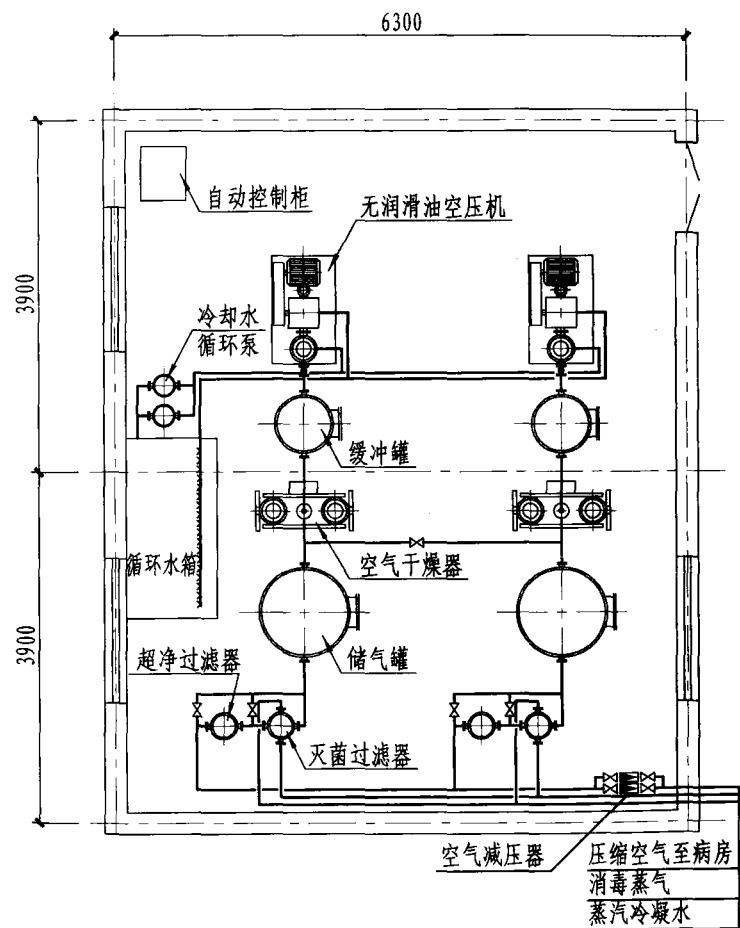 6300
自动控制柜
无润滑油空压机
3900
冷却水
循环泵
缓冲罐
循环水箱
空气干燥器
3900
超净过滤器
储气罐
灭菌过滤器
空气减压器
压缩空气至病房
消毒蒸气
蒸汽冷凝水